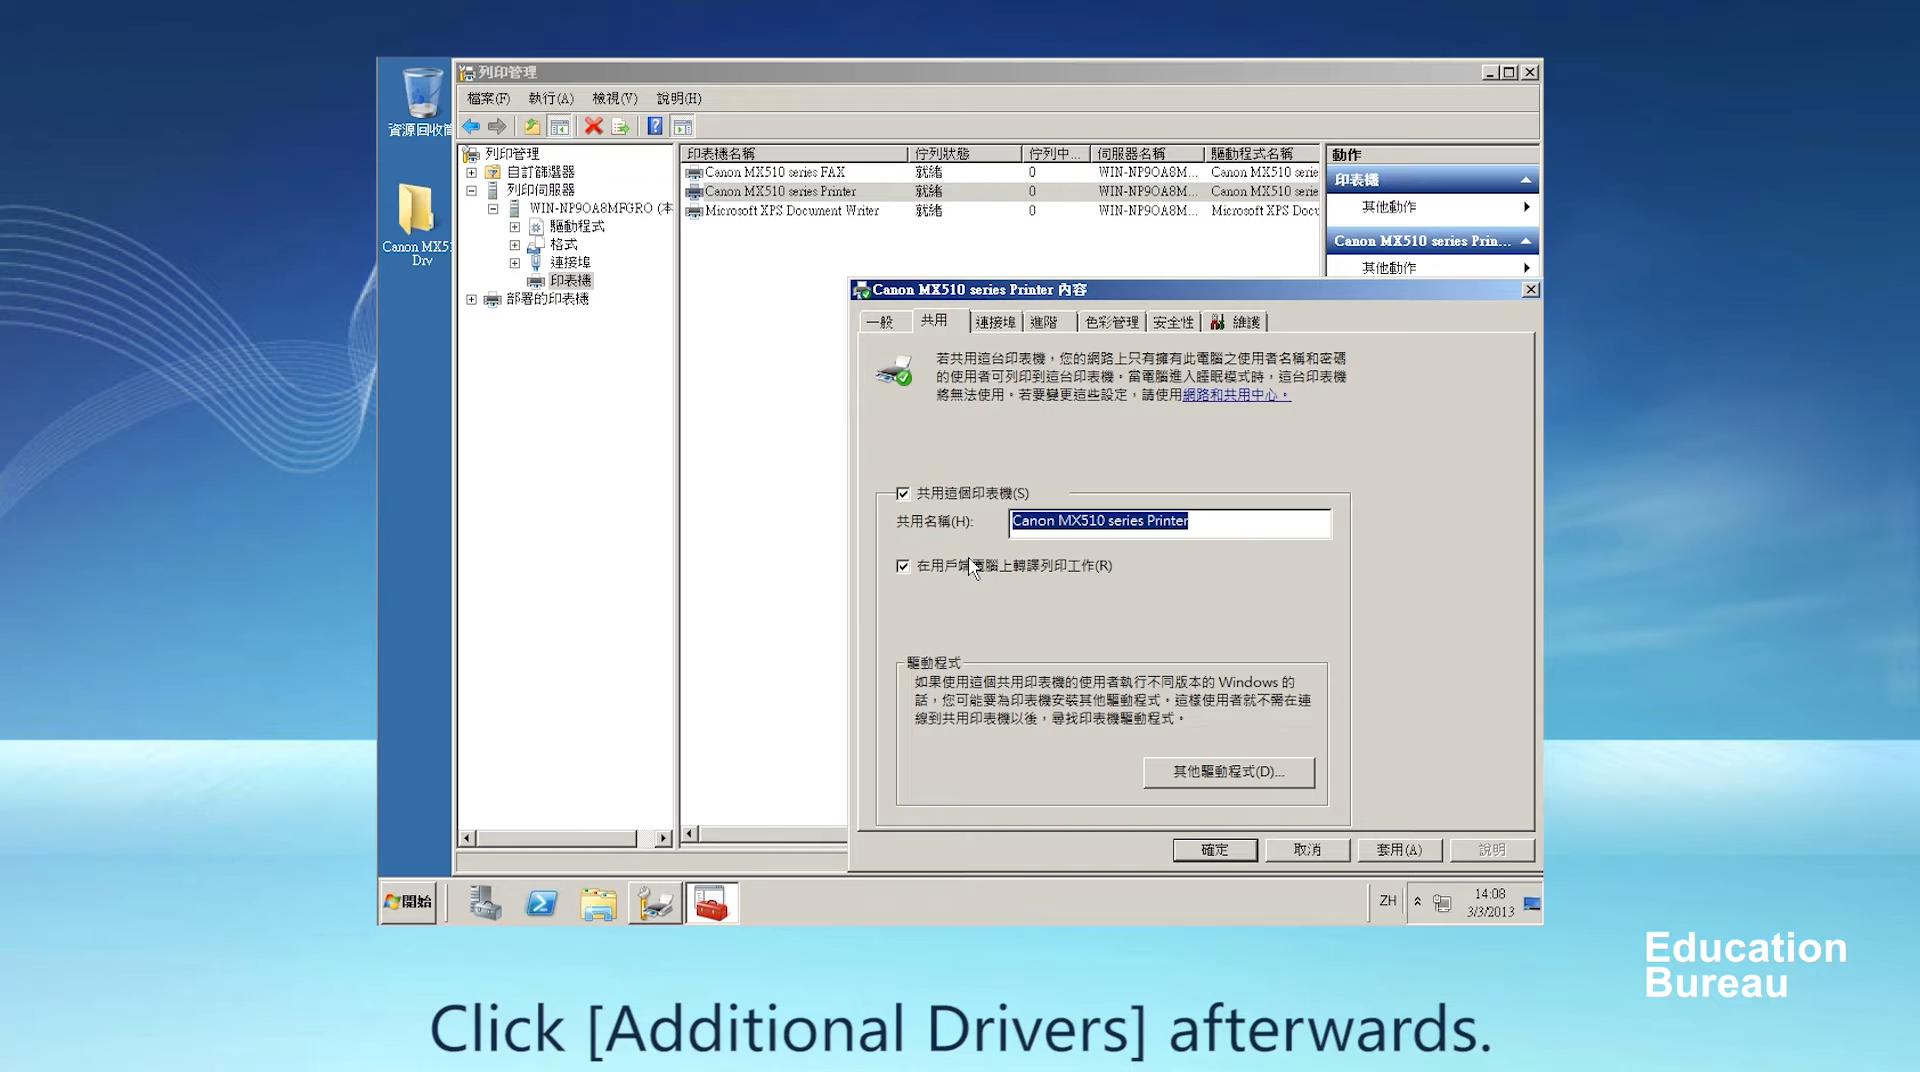 資源回收筒
Canon MX51
Drv
列印管理
檔案(F) 執行(A) 檢視(V) 說明(H)
列印管理
自訂篩選器
列印伺服器
WIN-NP9OA8MFGRO (本
驅動程式
格式
連接埠
印表機
部署的印表機
印表機名稱 佇列狀態 佇列中... 伺服器名稱 驅動程式名稱
Canon MX510 series FAX 就緒 0 WIN-NP9OA8M... Canon MX510 serie
Canon MX510 series Printer 就緒 0 WIN-NP9OA8M... Canon MX510 serie
Microsoft XPS Document Writer 就緒 0 WIN-NP9OA8M... Microsoft XPS Docu
動作
印表機
其他動作
Canon MX510 series Prin...
其他動作
Canon MX510 series Printer 內容
一般 共用 連接埠 進階 色彩管理 安全性 維護
若共用這台印表機，您的網路上只有擁有此電腦之使用者名稱和密碼
的使用者可列印到這台印表機。當電腦進入睡眠模式時，這台印表機
將無法使用。若要變更這些設定，請使用網路和共用中心。
共用這個印表機(S)
共用名稱(H): Canon MX510 series Printer
在用戶端電腦上轉譯列印工作(R)
驅動程式
如果使用這個共用印表機的使用者執行不同版本的 Windows 的
話，您可能要為印表機安裝其他驅動程式。這樣使用者就不需在連
線到共用印表機以後，尋找印表機驅動程式。
其他驅動程式(D)...
確定 取消 套用(A) 說明
開始
ZH
14:08
3/3/2013
Education
Bureau
Click [Additional Drivers] afterwards.